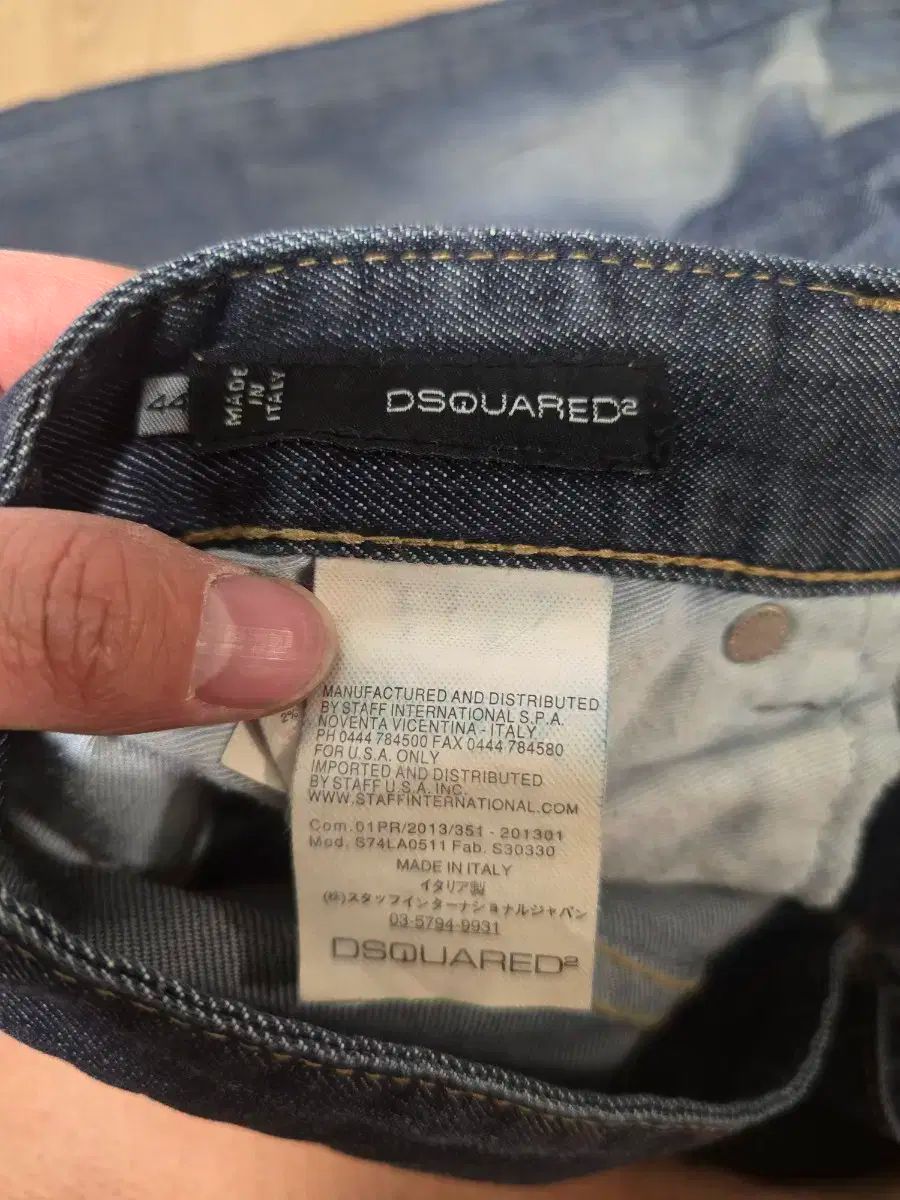 44
MADE
IN
ITALY
DSQUARED2
2%
MANUFACTURED AND DISTRIBUTED
BY STAFF INTERNATIONAL S.P.A.
NOVENTA VICENTINA - ITALY
PH 0444 784500 FAX 0444 784580
FOR U.S.A. ONLY
IMPORTED AND DISTRIBUTED
BY STAFF U.S.A. INC.
WWW.STAFFINTERNATIONAL.COM
Com. 01PR/2013/351 - 201301
Mod. S74LA0511 Fab. S30330
MADE IN ITALY
イタリア製
(株)スタッフインターナショナルジャパン
03-5794-9931
DSQUARED2